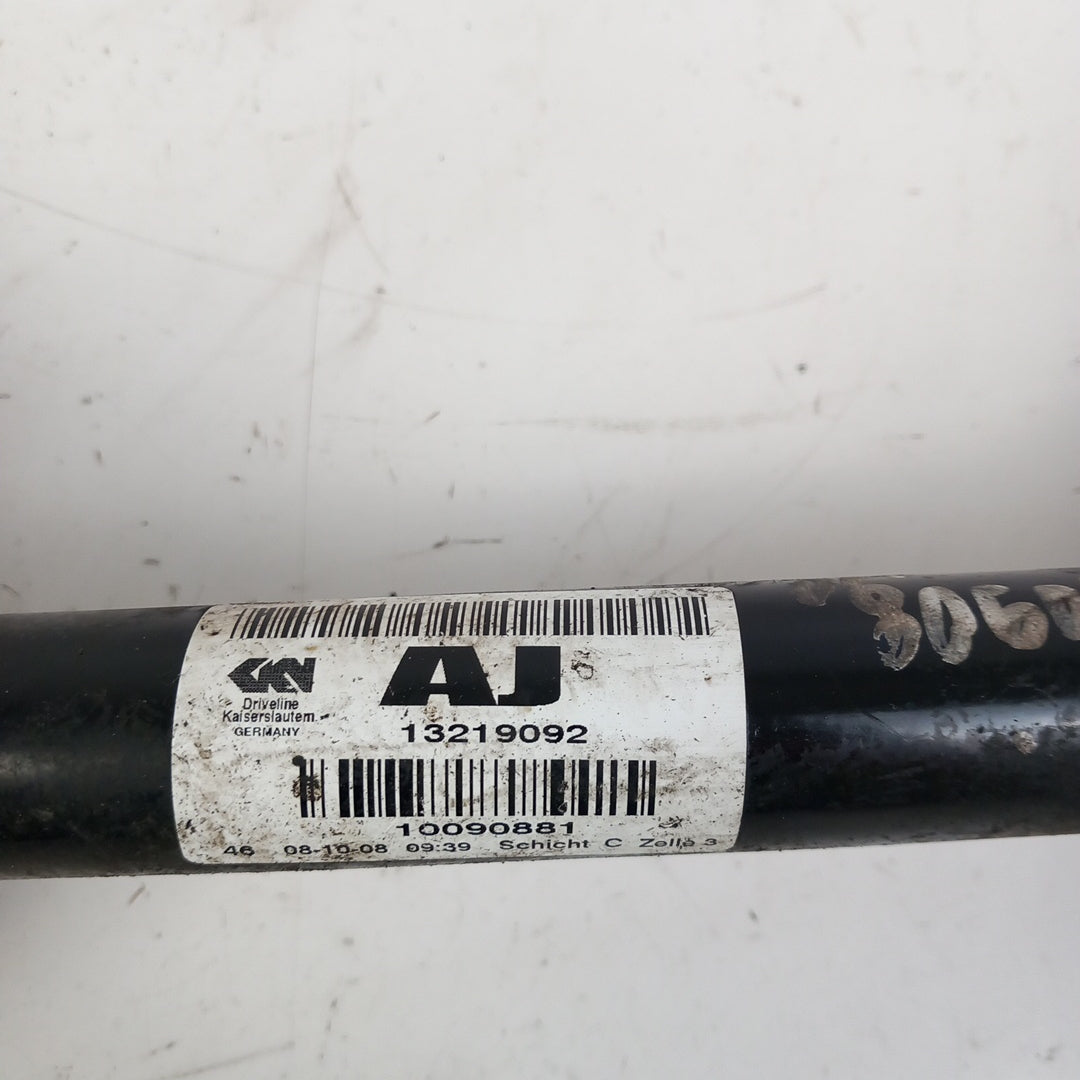 GKN
AJ
Driveline
Kaiserslautern
GERMANY
13219092
10090881
46 08-10-08 09:39 Schicht C Zelle 3